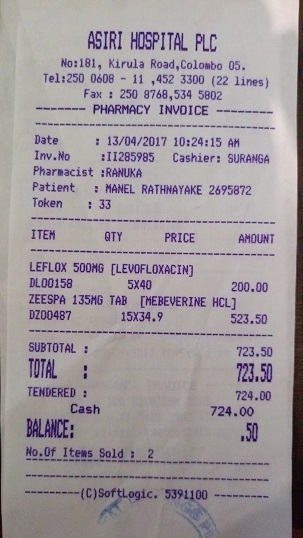 ASIRI HOSPITAL PLC
No:181, Kirula Road,Colombo 05.
Tel:250 0608 - 11 ,452 3300 (22 lines)
Fax : 250 8768,534 5802
------- PHARMACY INVOICE --------
Date : 13/04/2017 10:24:15 AM
Inv.No :II285985 Cashier: SURANGA
Pharmacist :RANUKA
Patient : MANEL RATHNAYAKE 2695872
Token : 33
ITEM QTY PRICE AMOUNT
LEFLOX 500MG [LEVOFLOXACIN]
DL00158 5X40 200.00
ZEESPA 135MG TAB [MEBEVERINE HCL]
DZ00487 15X34.9 523.50
SUBTOTAL : 723.50
TOTAL : 723.50
TENDERED : 724.00
Cash 724.00
BALANCE: .50
No.Of Items Sold : 2
---------(C)SoftLogic. 5391100 ---------